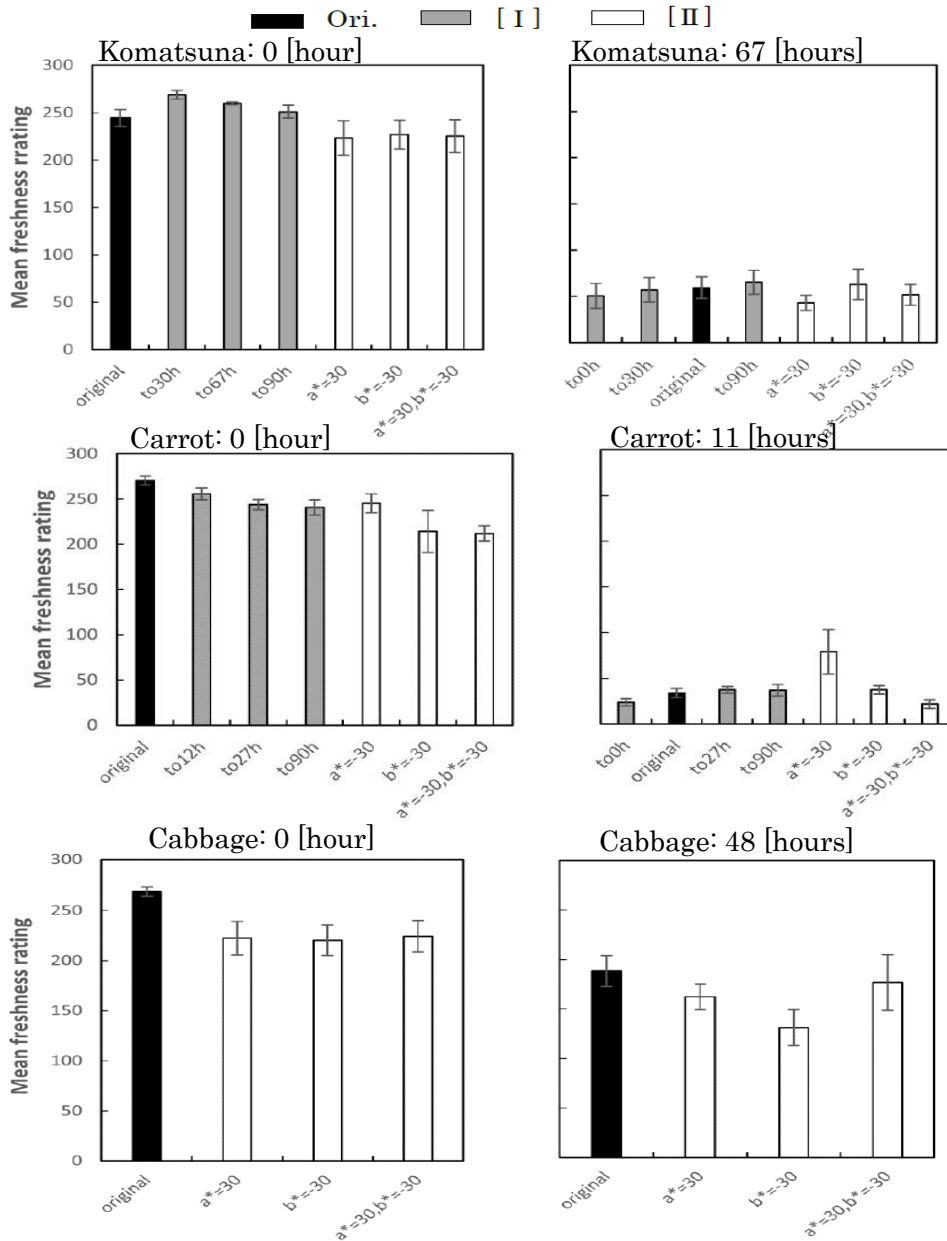 Ori. [ I ] [ II ]
Komatsuna: 0 [hour] Komatsuna: 67 [hours]
Mean freshness rrating
300
250
200
150
100
50
0
original to30h to67h to90h a*=30 b*=-30 a*=30,b*=-30
to0h to30h original to90h a*=30 b*=-30 a*=30,b*=-30
Carrot: 0 [hour] Carrot: 11 [hours]
Mean freshness rating
300
250
200
150
100
50
0
original to12h to27h to90h a*=-30 b*=-30 a*=-30,b*=-30
to0h original to27h to90h a*=-30 b*=-30 a*=-30,b*=-30
Cabbage: 0 [hour] Cabbage: 48 [hours]
Mean freshness rating
300
250
200
150
100
50
0
original a*=30 b*=-30 a*=30,b*=-30
original a*=30 b*=-30 a*=30,b*=-30